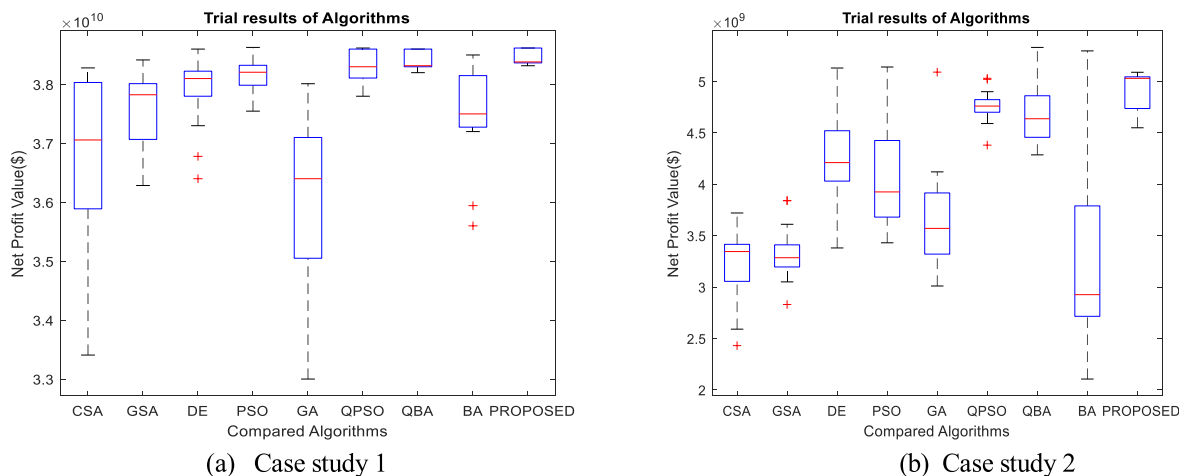 Trial results of Algorithms
×10^10
3.8
3.7
3.6
3.5
3.4
3.3
Net Profit Value($)
CSA GSA DE PSO GA QPSO QBA BA PROPOSED
Compared Algorithms
(a) Case study 1
Trial results of Algorithms
×10^9
5
4.5
4
3.5
3
2.5
2
Net Profit Value($)
CSA GSA DE PSO GA QPSO QBA BA PROPOSED
Compared Algorithms
(b) Case study 2